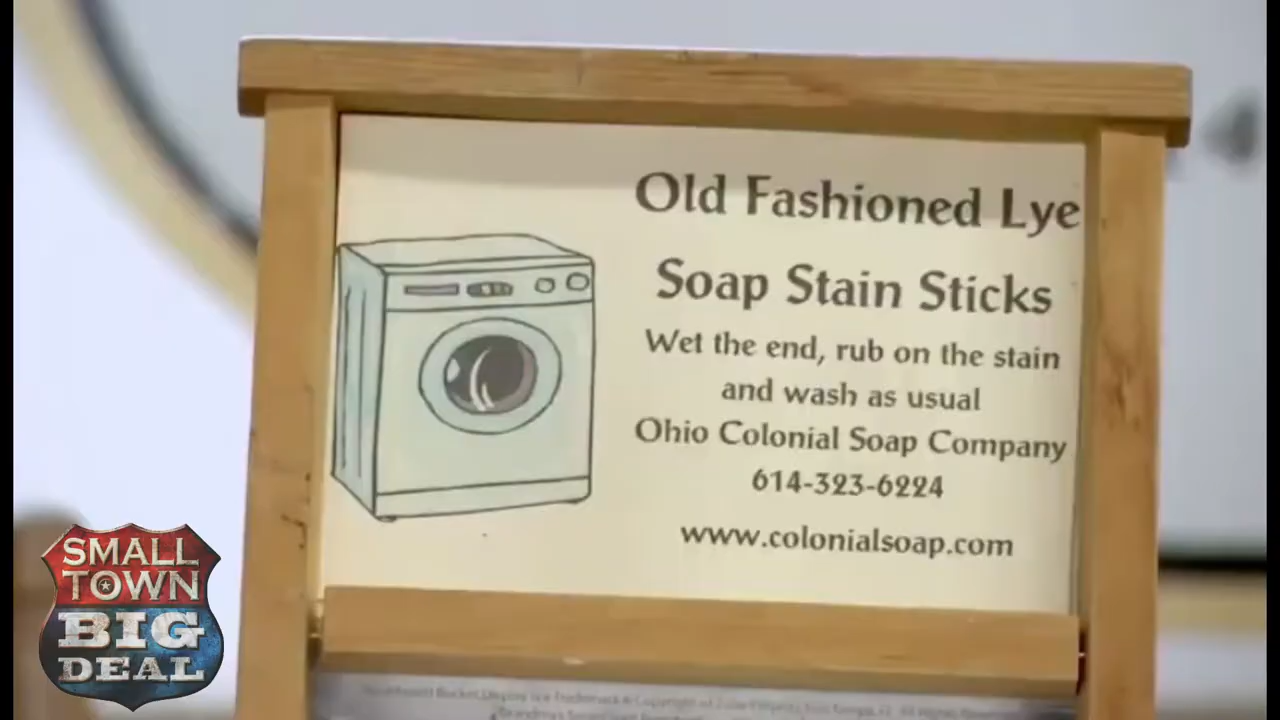 Old Fashioned Lye
Soap Stain Sticks
Wet the end, rub on the stain
and wash as usual
Ohio Colonial Soap Company
614-323-6224
www.colonialsoap.com
SMALL
TOWN
BIG
DEAL